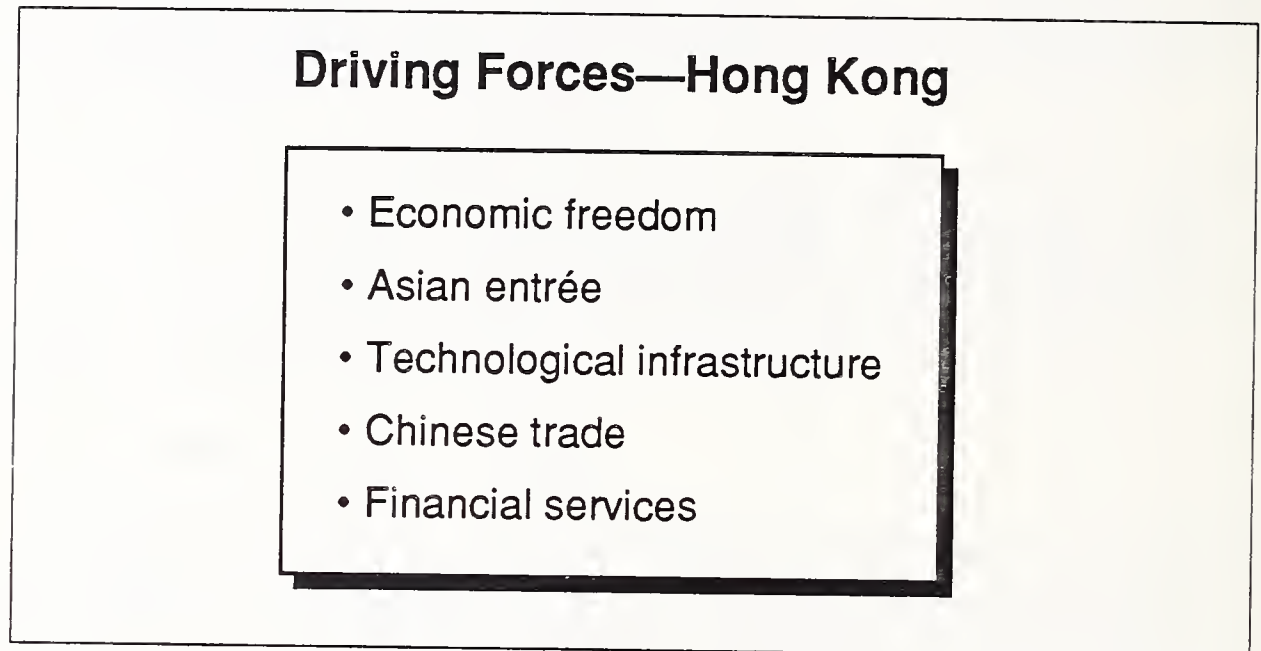 Driving Forces—Hong Kong
• Economic freedom
• Asian entrée
• Technological infrastructure
• Chinese trade
• Financial services